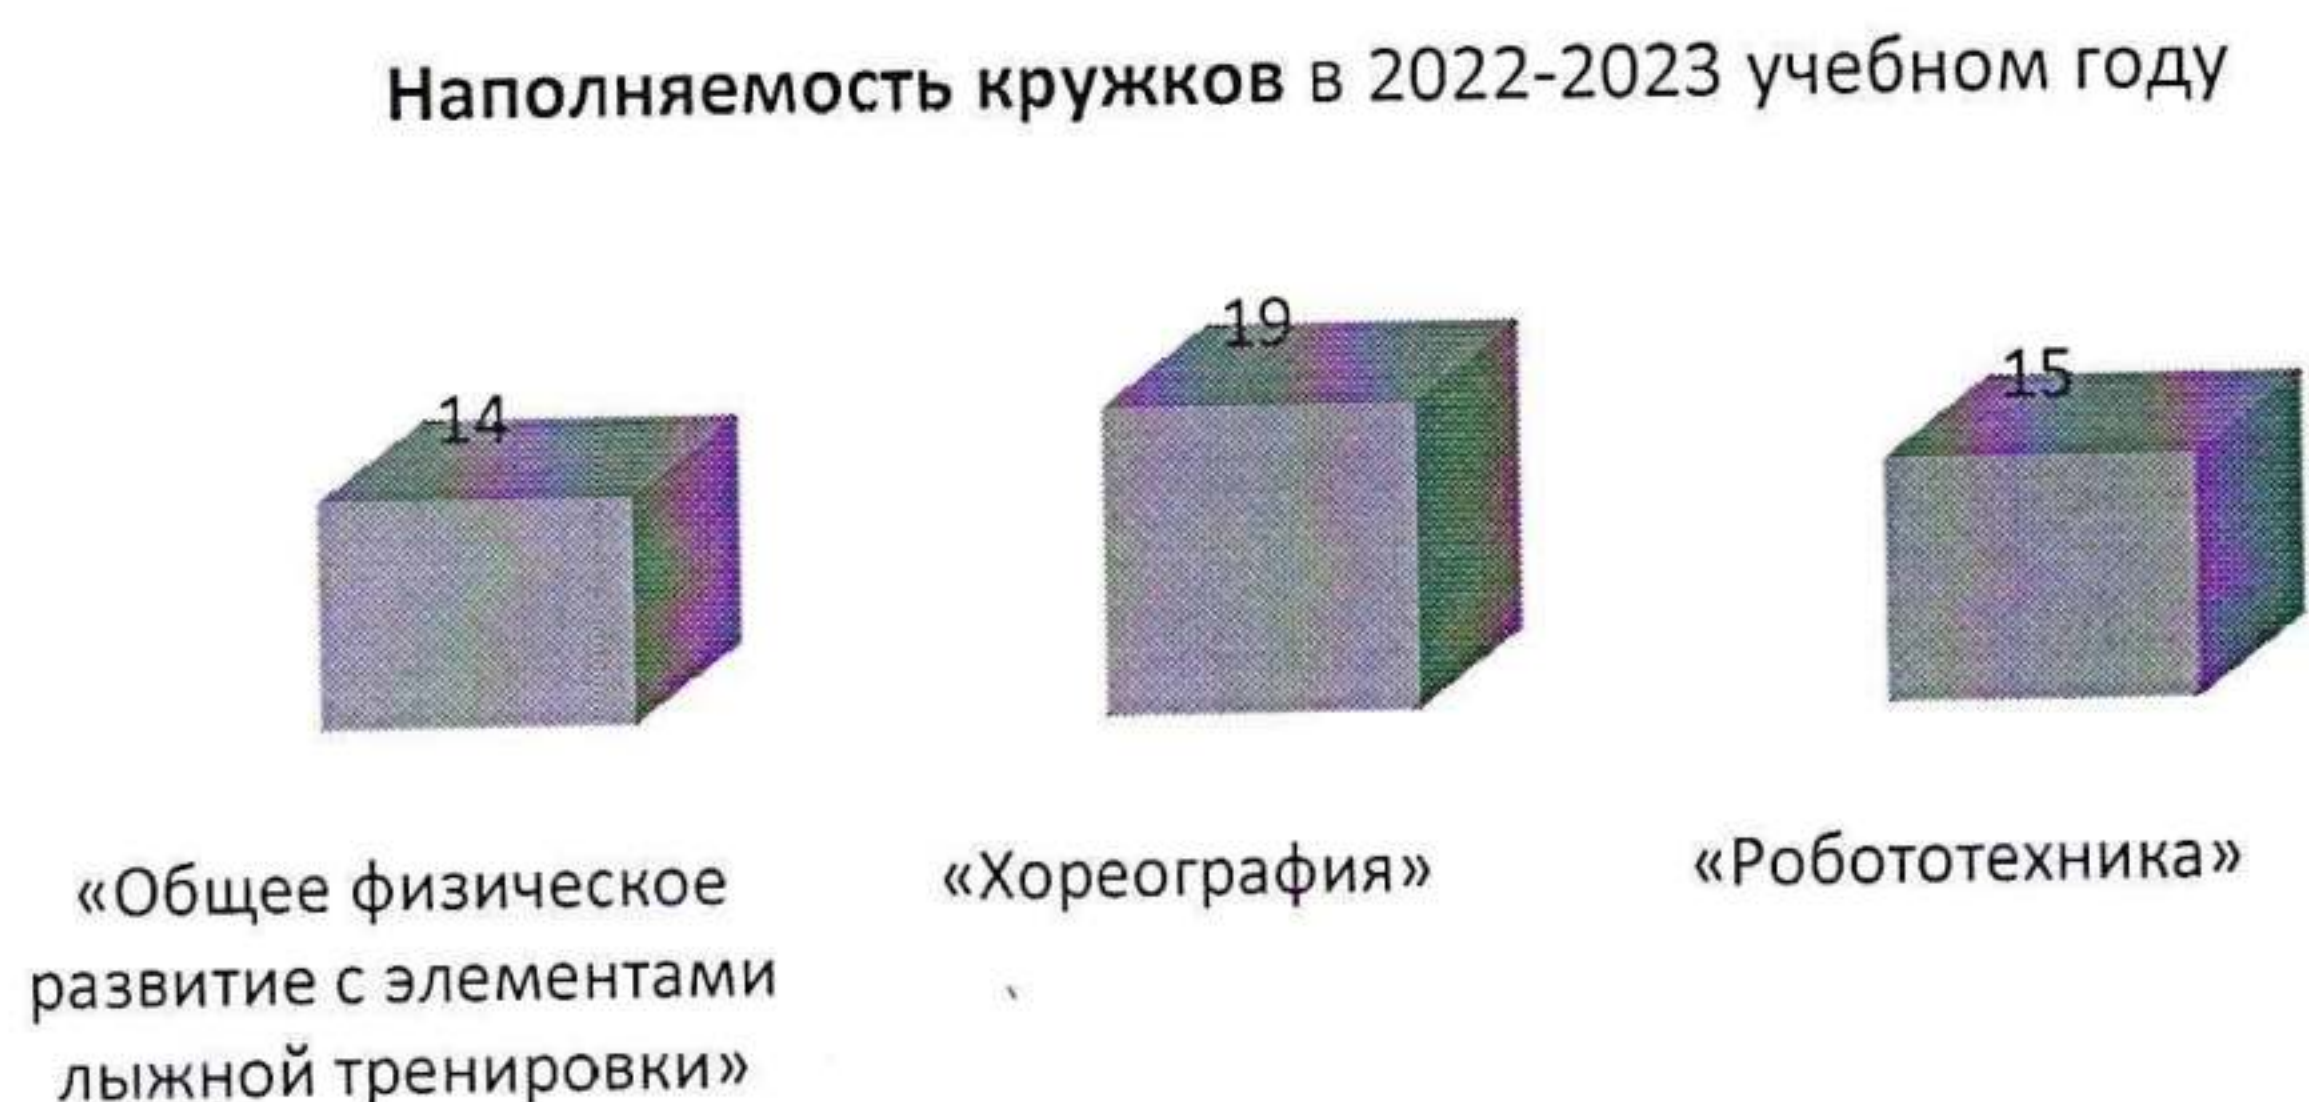 Наполняемость кружков в 2022-2023 учебном году
14
19
15
«Общее физическое
развитие с элементами
лыжной тренировки»
«Хореография»
«Робототехника»